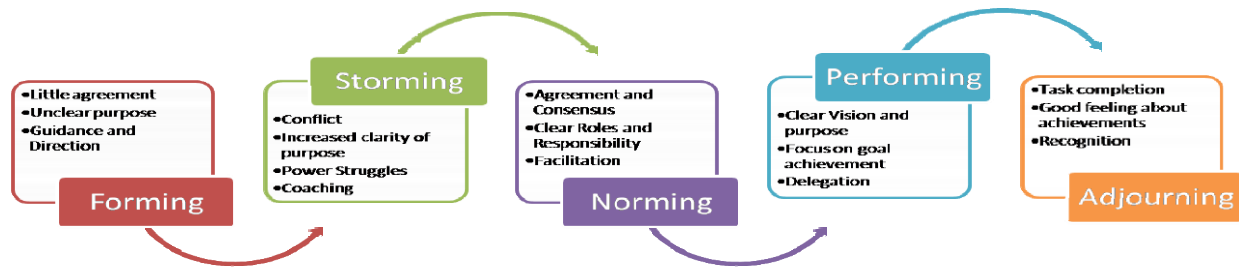 •Little agreement
•Unclear purpose
•Guidance and
Direction
Forming
Storming
•Conflict
•Increased clarity of
purpose
•Power Struggles
•Coaching
•Agreement and
Consensus
•Clear Roles and
Responsibility
•Facilitation
Norming
Performing
•Clear Vision and
purpose
•Focus on goal
achievement
•Delegation
•Task completion
•Good feeling about
achievements
•Recognition
Adjourning